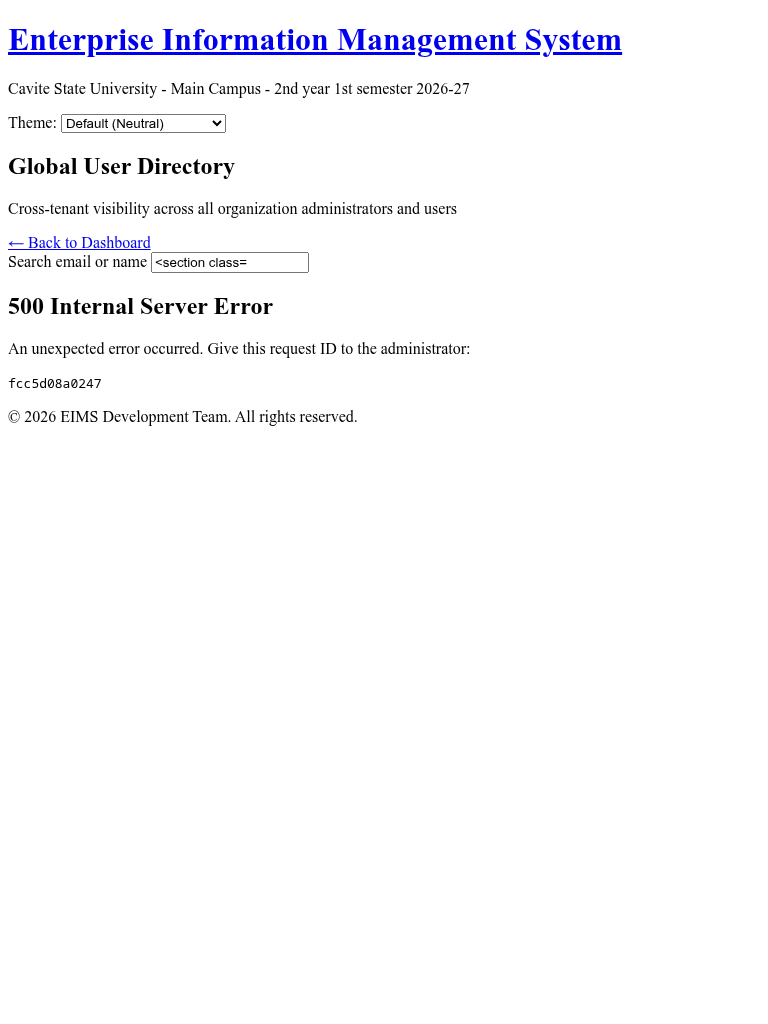 Enterprise Information Management System
Cavite State University - Main Campus - 2nd year 1st semester 2026-27
Theme: Default (Neutral)
Global User Directory
Cross-tenant visibility across all organization administrators and users
← Back to Dashboard
Search email or name <section class=
500 Internal Server Error
An unexpected error occurred. Give this request ID to the administrator:
fcc5d08a0247
© 2026 EIMS Development Team. All rights reserved.